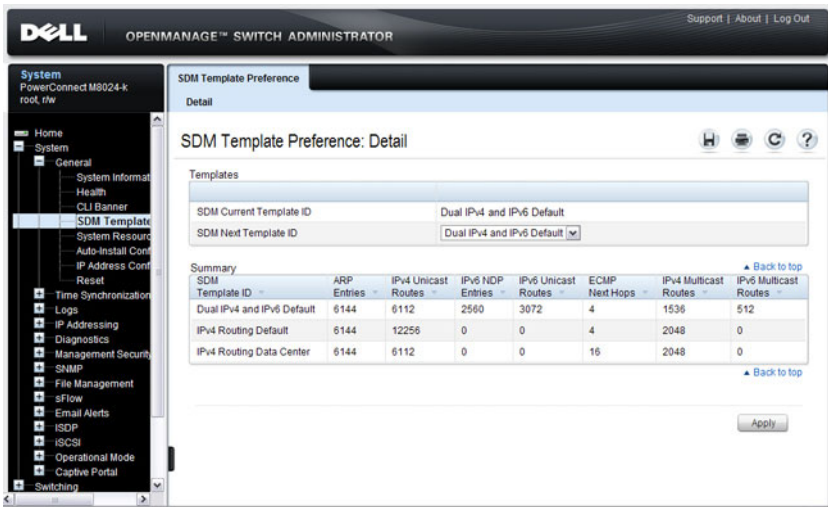 Support | About | Log Out
DELL
OPENMANAGE™ SWITCH ADMINISTRATOR
System
PowerConnect M8024-k
root, r/w
Home
System
General
System Informat
Health
CLI Banner
SDM Template
System Resourc
Auto-Install Conf
IP Address Conf
Reset
Time Synchronization
Logs
IP Addressing
Diagnostics
Management Security
SNMP
File Management
sFlow
Email Alerts
ISDP
iSCSI
Operational Mode
Captive Portal
Switching
SDM Template Preference
Detail
SDM Template Preference: Detail
Templates
SDM Current Template ID Dual IPv4 and IPv6 Default
SDM Next Template ID Dual IPv4 and IPv6 Default
Summary
Back to top
SDM Template ID ARP Entries IPv4 Unicast Routes IPv6 NDP Entries IPv6 Unicast Routes ECMP Next Hops IPv4 Multicast Routes IPv6 Multicast Routes
Dual IPv4 and IPv6 Default 6144 6112 2560 3072 4 1536 512
IPv4 Routing Default 6144 12256 0 0 4 2048 0
IPv4 Routing Data Center 6144 6112 0 0 16 2048 0
Back to top
Apply